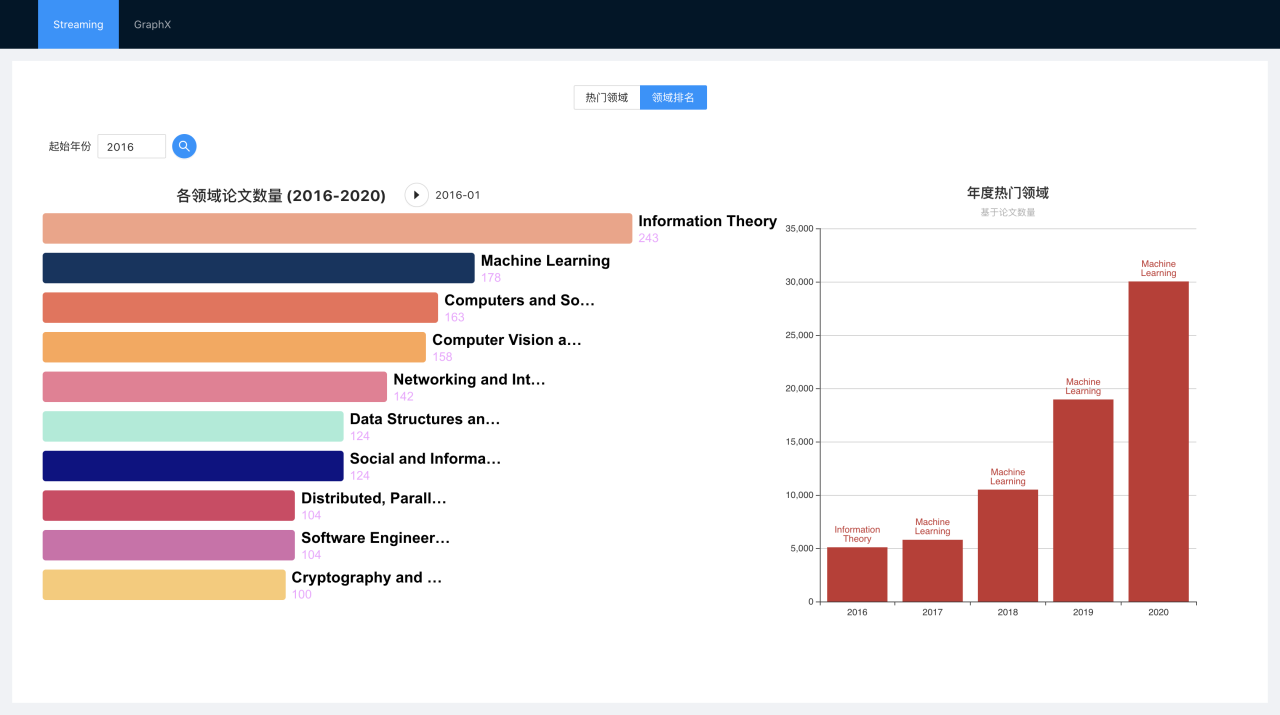 Streaming GraphX
热门领域 领域排名
起始年份 2016
各领域论文数量 (2016-2020) 2016-01
Information Theory
243
Machine Learning
178
Computers and So…
163
Computer Vision a…
158
Networking and Int…
142
Data Structures an…
124
Social and Informa…
124
Distributed, Parall…
104
Software Engineer…
104
Cryptography and …
100
年度热门领域
基于论文数量
35,000
30,000
25,000
20,000
15,000
10,000
5,000
0
Information
Theory
Machine
Learning
Machine
Learning
Machine
Learning
Machine
Learning
2016 2017 2018 2019 2020